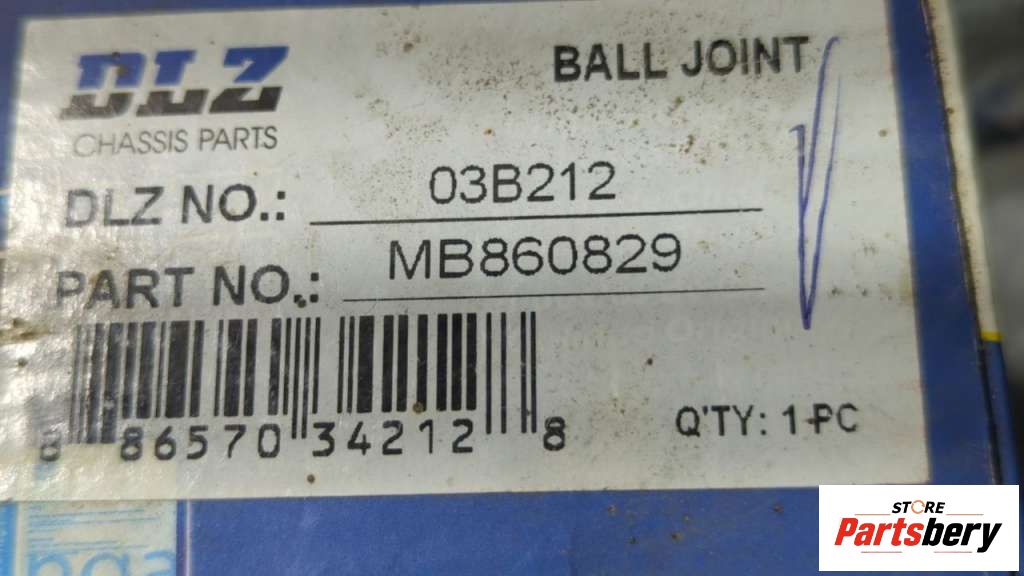 DLZ
CHASSIS PARTS
BALL JOINT
DLZ NO.: 03B212
PART NO.: MB860829
8 86570 34212 8
Q'TY: 1 PC
STORE
Partsbery